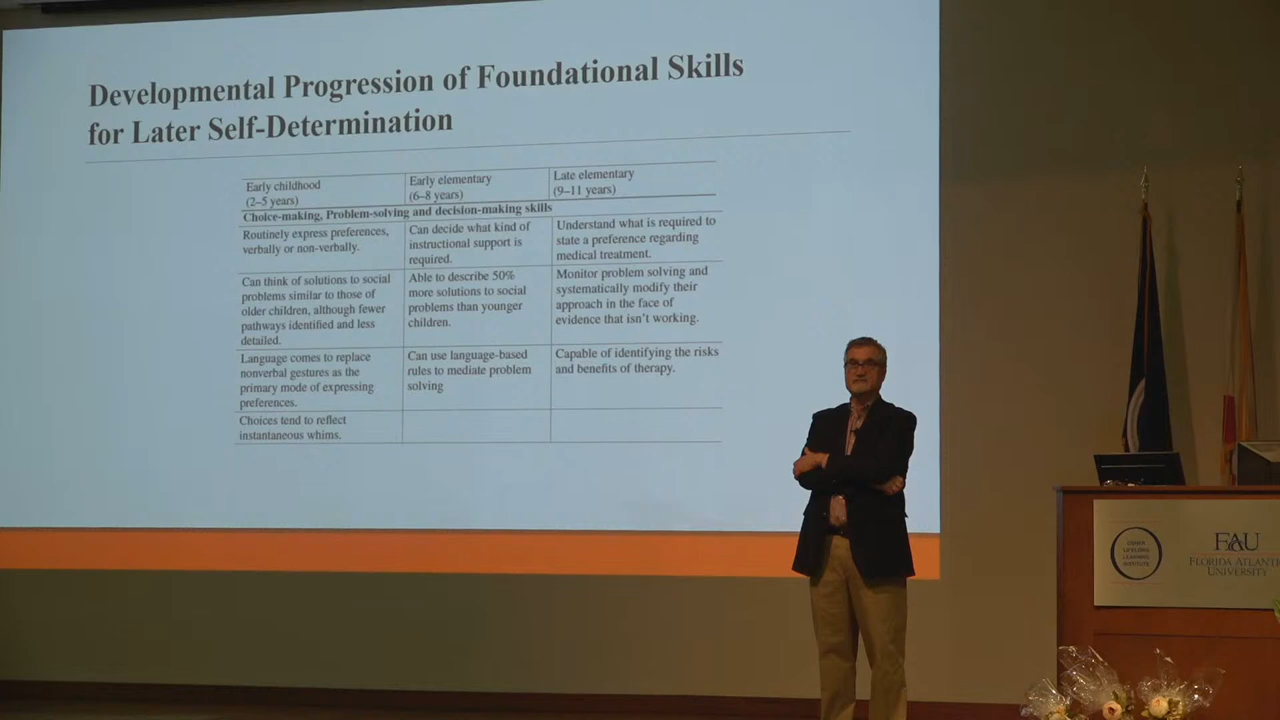 Developmental Progression of Foundational Skills
for Later Self-Determination
Early childhood
(2–5 years)
Early elementary
(6–8 years)
Late elementary
(9–11 years)
Choice-making, Problem-solving and decision-making skills
Routinely express preferences,
verbally or non-verbally.
Can decide what kind of
instructional support is
required.
Understand what is required to
state a preference regarding
medical treatment.
Can think of solutions to social
problems similar to those of
older children, although fewer
pathways identified and less
detailed.
Able to describe 50%
more solutions to social
problems than younger
children.
Monitor problem solving and
systematically modify their
approach in the face of
evidence that isn't working.
Language comes to replace
nonverbal gestures as the
primary mode of expressing
preferences.
Can use language-based
rules to mediate problem
solving
Capable of identifying the risks
and benefits of therapy.
Choices tend to reflect
instantaneous whims.
OSHER
LIFELONG
LEARNING
INSTITUTE
FAU
FLORIDA ATLANTI
UNIVERSITY